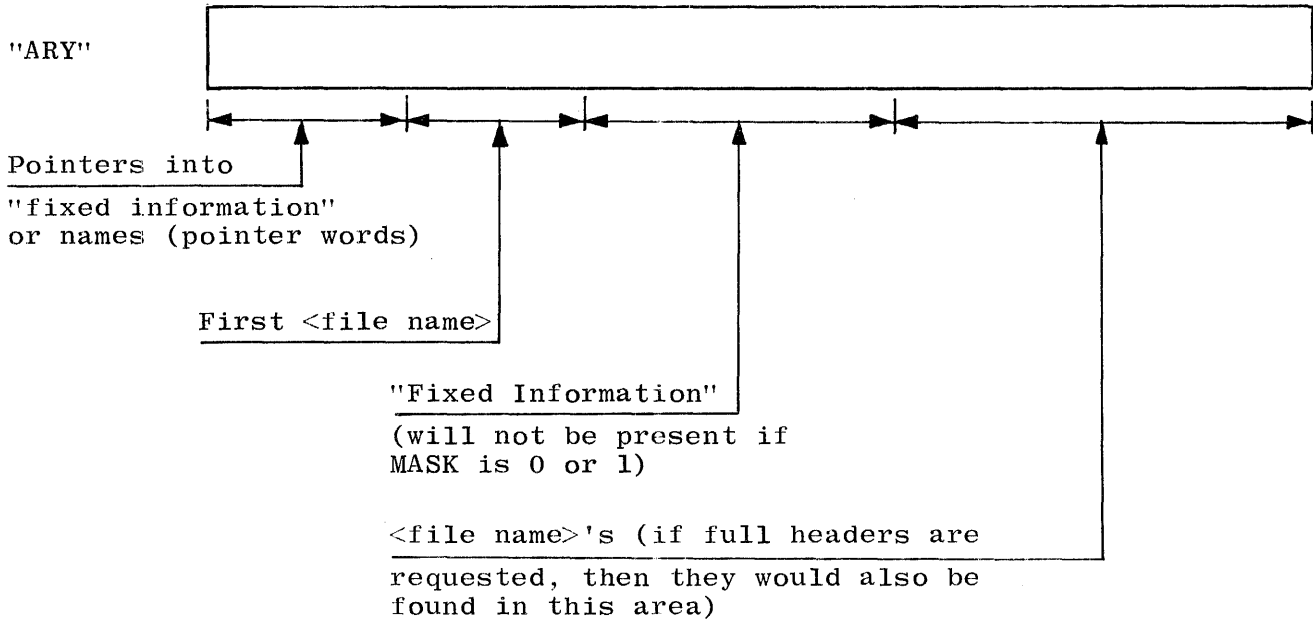 "ARY"
Pointers into
"fixed information"
or names (pointer words)
First <file name>
"Fixed Information"
(will not be present if
MASK is 0 or 1)
<file name>'s (if full headers are
requested, then they would also be
found in this area)